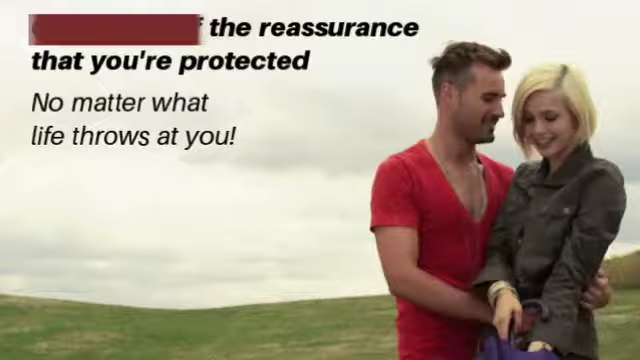 the reassurance
that you're protected
No matter what
life throws at you!